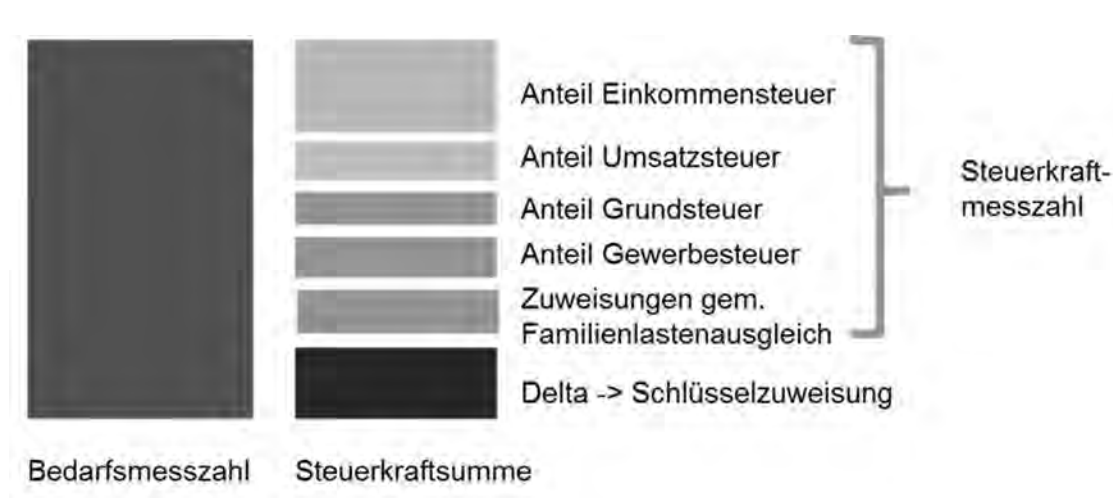 Anteil Einkommensteuer
Anteil Umsatzsteuer
Anteil Grundsteuer
Anteil Gewerbesteuer
Zuweisungen gem.
Familienlastenausgleich
Delta -> Schlüsselzuweisung
Steuerkraft-
messzahl
Bedarfsmesszahl
Steuerkraftsumme